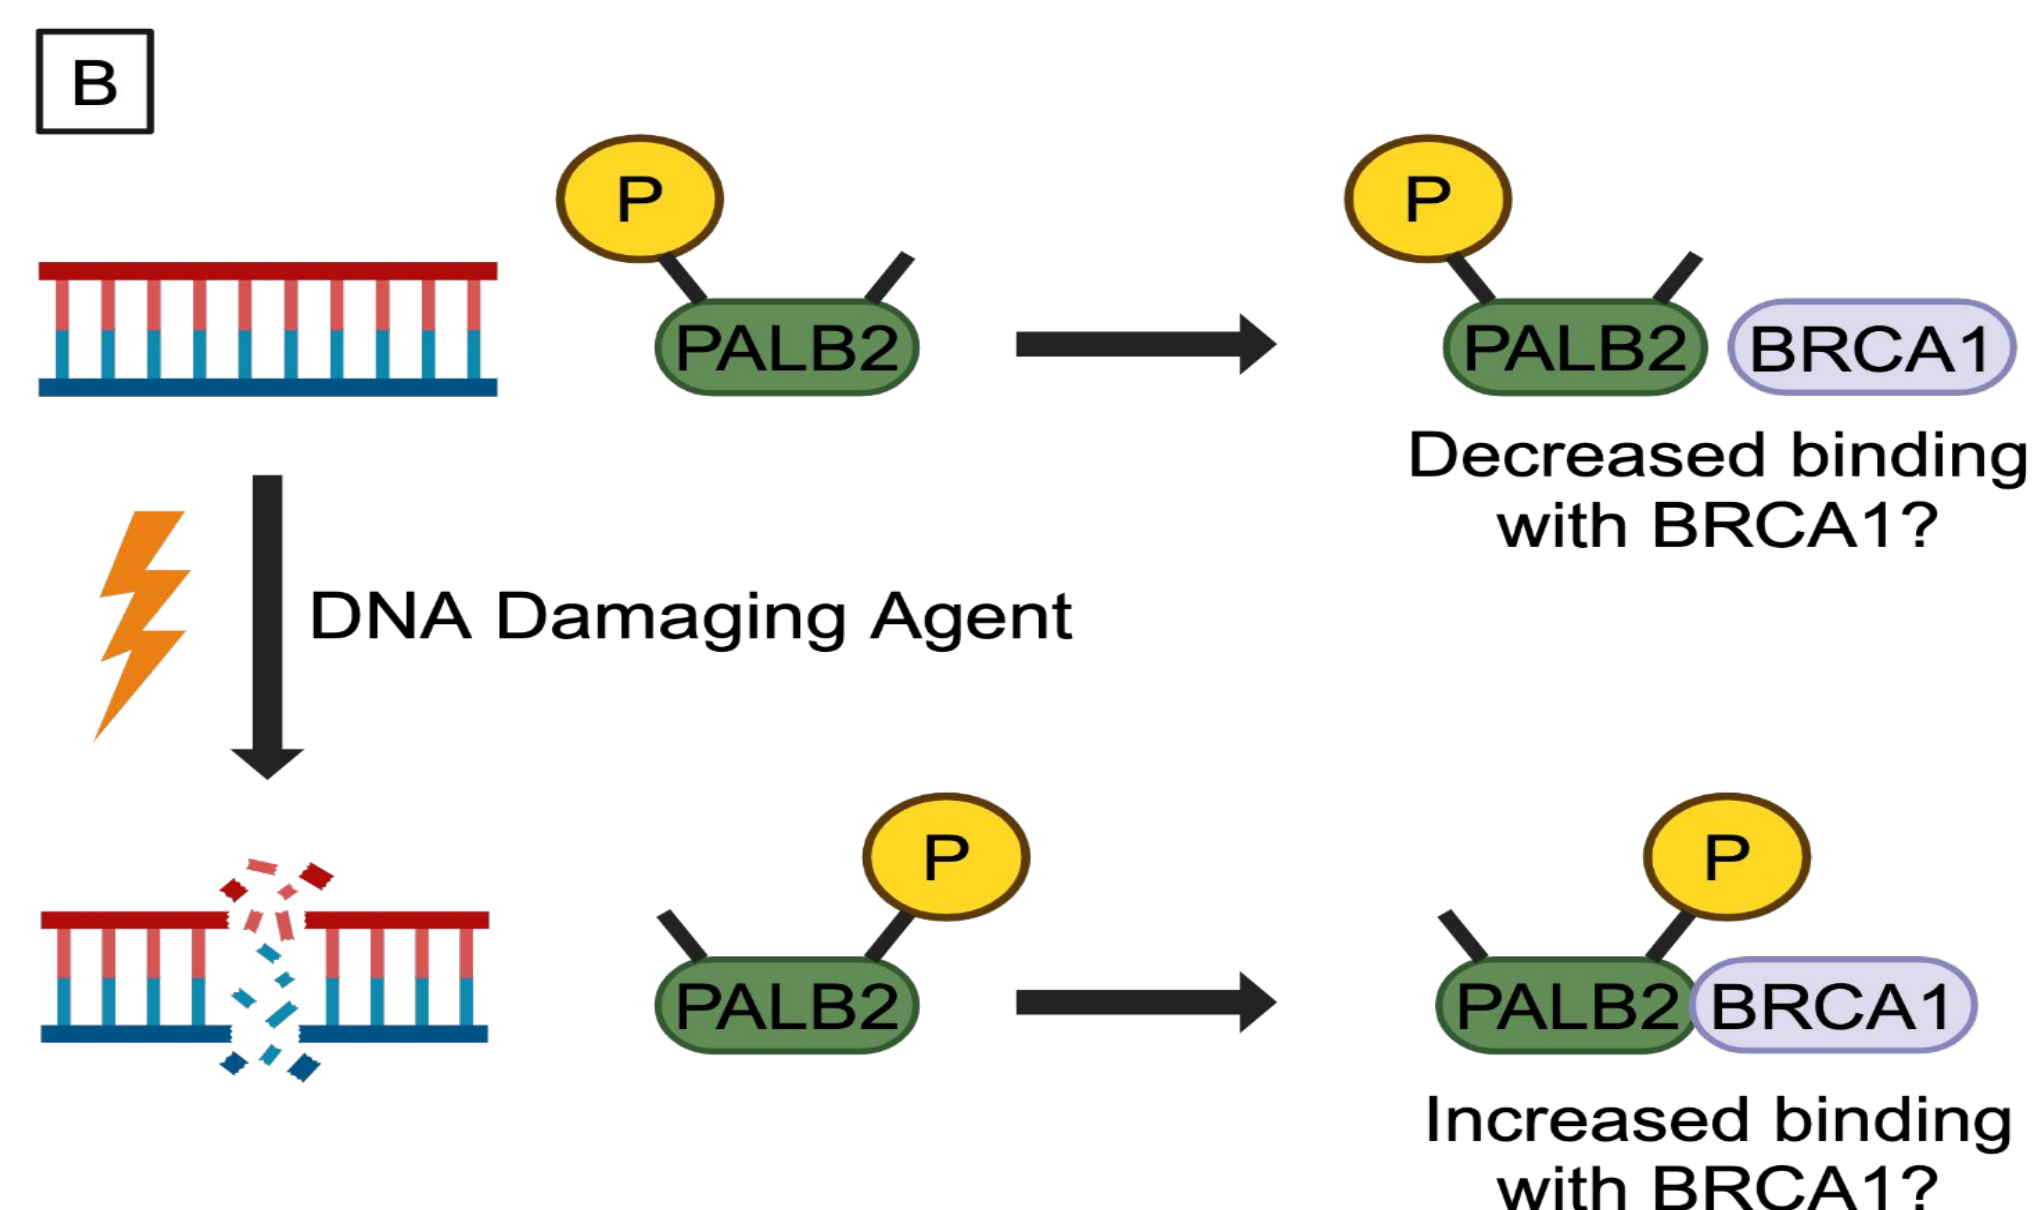 B
P
P
PALB2
PALB2
BRCA1
Decreased binding
with BRCA1?
DNA Damaging Agent
P
P
PALB2
PALB2
BRCA1
Increased binding
with BRCA1?